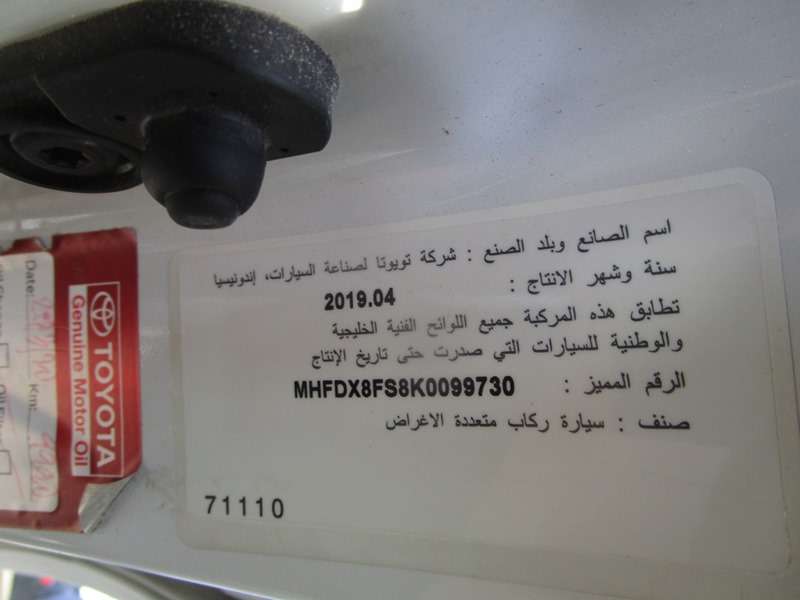 اسم الصانع وبلد الصنع : شركة تويوتا لصناعة السيارات، إندونيسيا
سنة وشهر الانتاج : 2019.04
تطابق هذه المركبة جميع اللوائح الفنية الخليجية
والوطنية للسيارات التي صدرت حتى تاريخ الإنتاج
الرقم المميز : MHFDX8FS8K0099730
صنف : سيارة ركاب متعددة الاغراض
71110
TOYOTA
Genuine Motor Oil
Date:
Km: